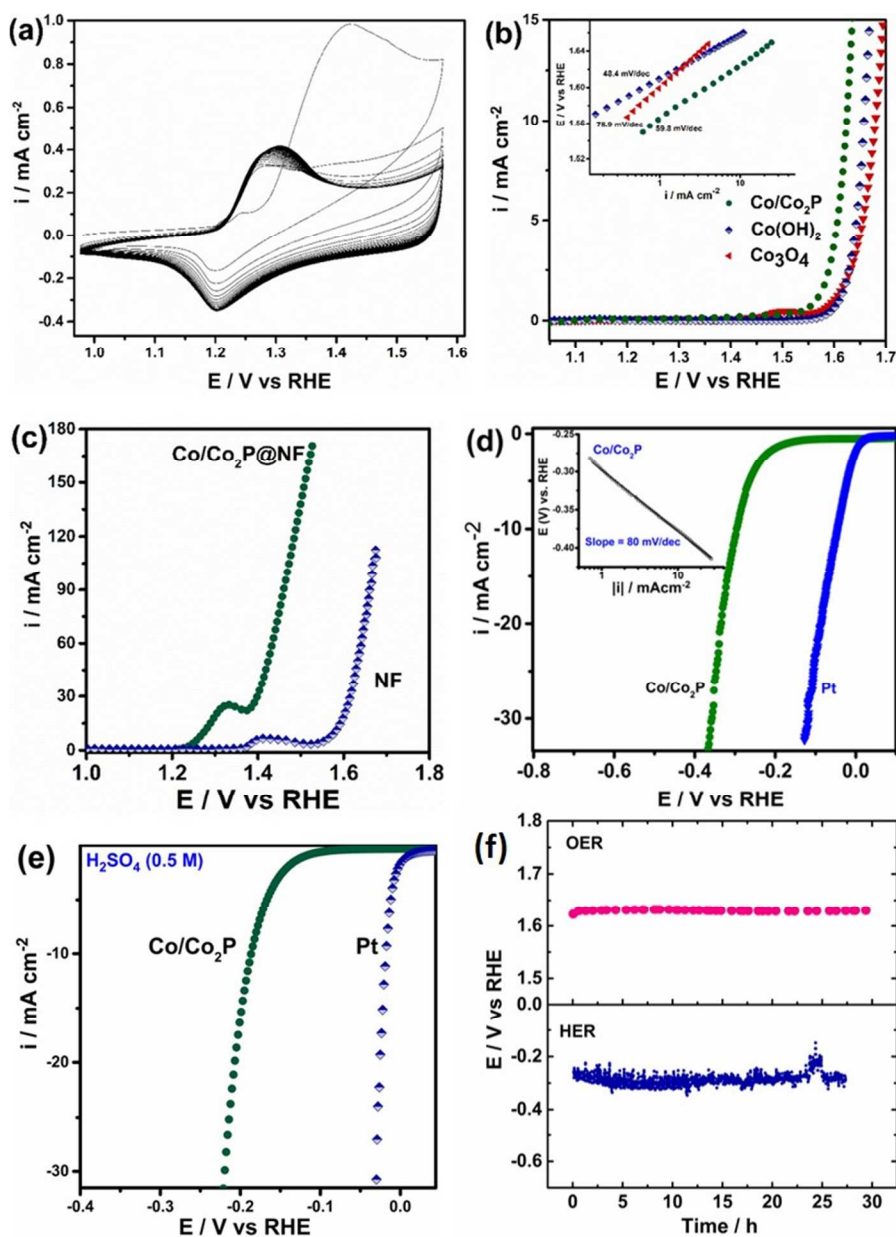 (a)
i / mA cm-2
1.0
0.8
0.6
0.4
0.2
0.0
-0.2
-0.4
1.0 1.1 1.2 1.3 1.4 1.5 1.6
E / V vs RHE
(b)
i / mA cm-2
15
10
5
0
1.1 1.2 1.3 1.4 1.5 1.6 1.7
E / V vs RHE
E / V vs RHE
1.64
1.60
1.56
1.52
48.4 mV/dec
76.9 mV/dec
59.8 mV/dec
1 10
i / mA cm-2
Co/Co2P
Co(OH)2
Co3O4
(c)
i / mA cm-2
180
150
120
90
60
30
0
1.0 1.2 1.4 1.6 1.8
E / V vs RHE
Co/Co2P@NF
NF
(d)
i / mA cm-2
0
-10
-20
-30
-0.8 -0.6 -0.4 -0.2 0.0
E / V vs RHE
E (V) vs. RHE
-0.25
-0.30
-0.35
-0.40
Co/Co2P
Slope = 80 mV/dec
1 10
|i| / mAcm-2
Co/Co2P
Pt
(e)
H2SO4 (0.5 M)
i / mA cm-2
-10
-20
-30
-0.4 -0.3 -0.2 -0.1 0.0
E / V vs RHE
Co/Co2P
Pt
(f)
E / V vs RHE
1.8
1.7
1.6
1.5
0.0
-0.2
-0.4
-0.6
OER
HER
0 5 10 15 20 25 30
Time / h